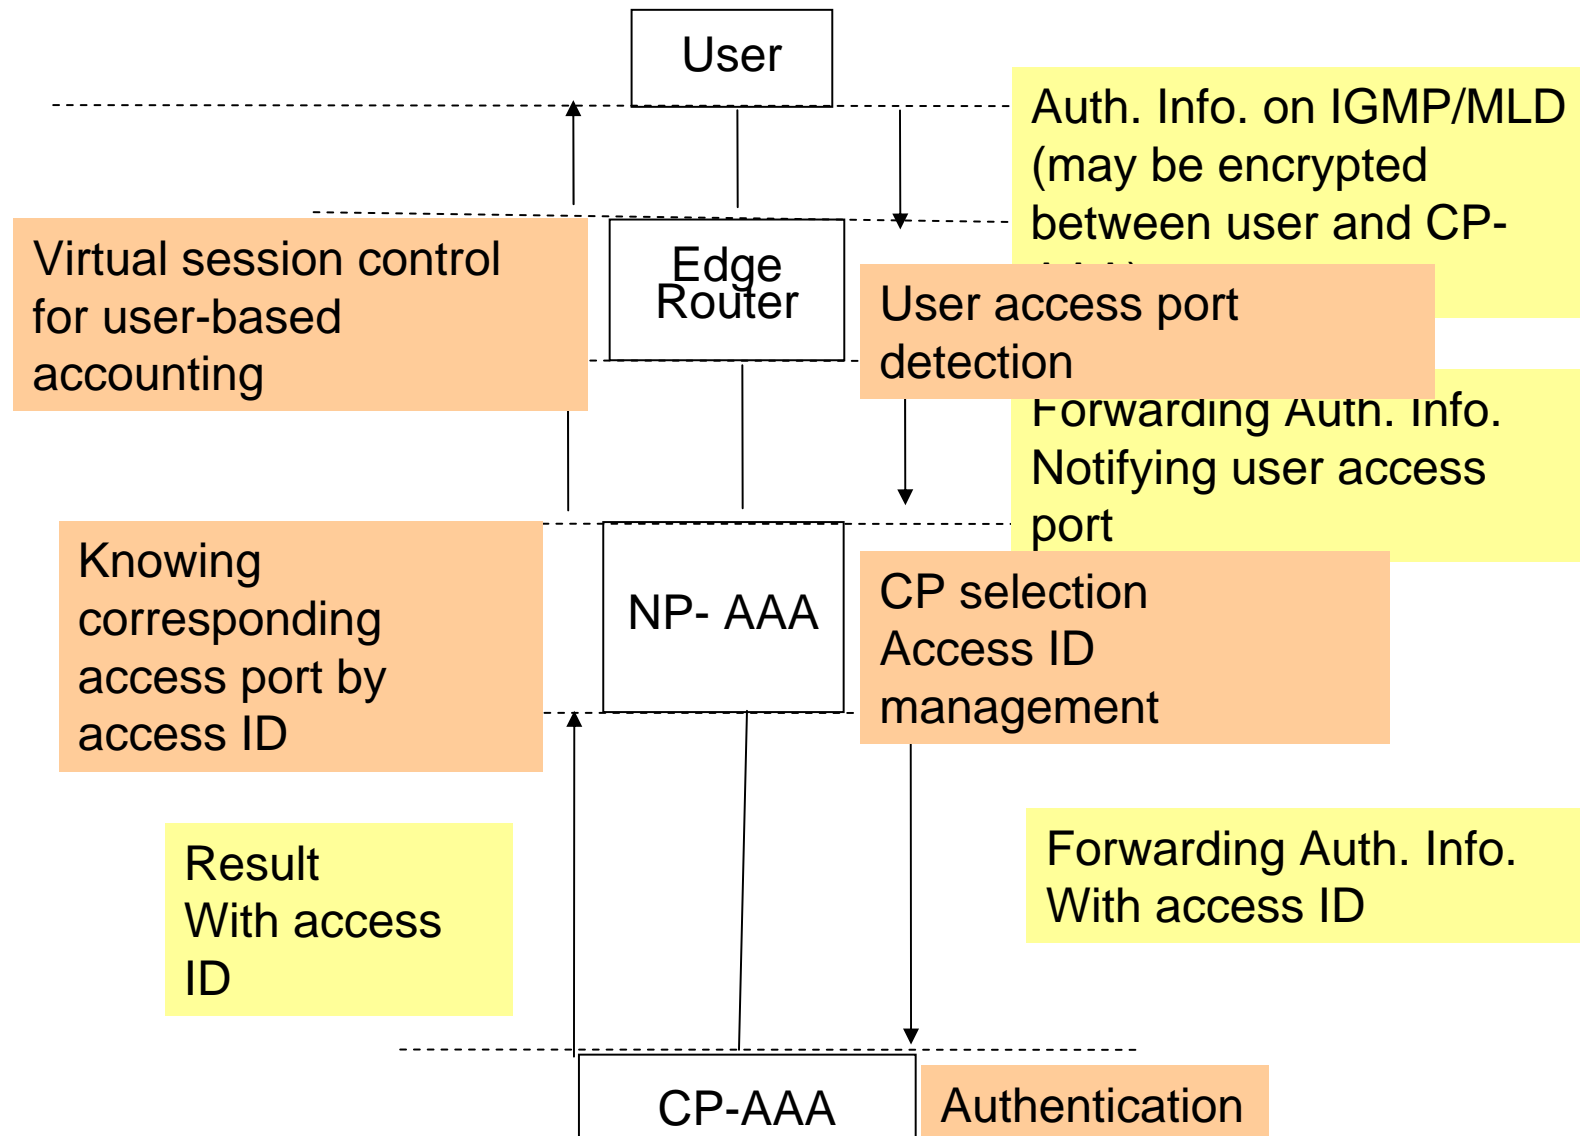 User
Auth. Info. on IGMP/MLD
(may be encrypted
between user and CP-
Virtual session control
for user-based
accounting
Edge
Router
User access port
detection
Forwarding Auth. Info.
Notifying user access
port
Knowing
corresponding
access port by
access ID
NP- AAA
CP selection
Access ID
management
Result
With access
ID
Forwarding Auth. Info.
With access ID
CP-AAA
Authentication